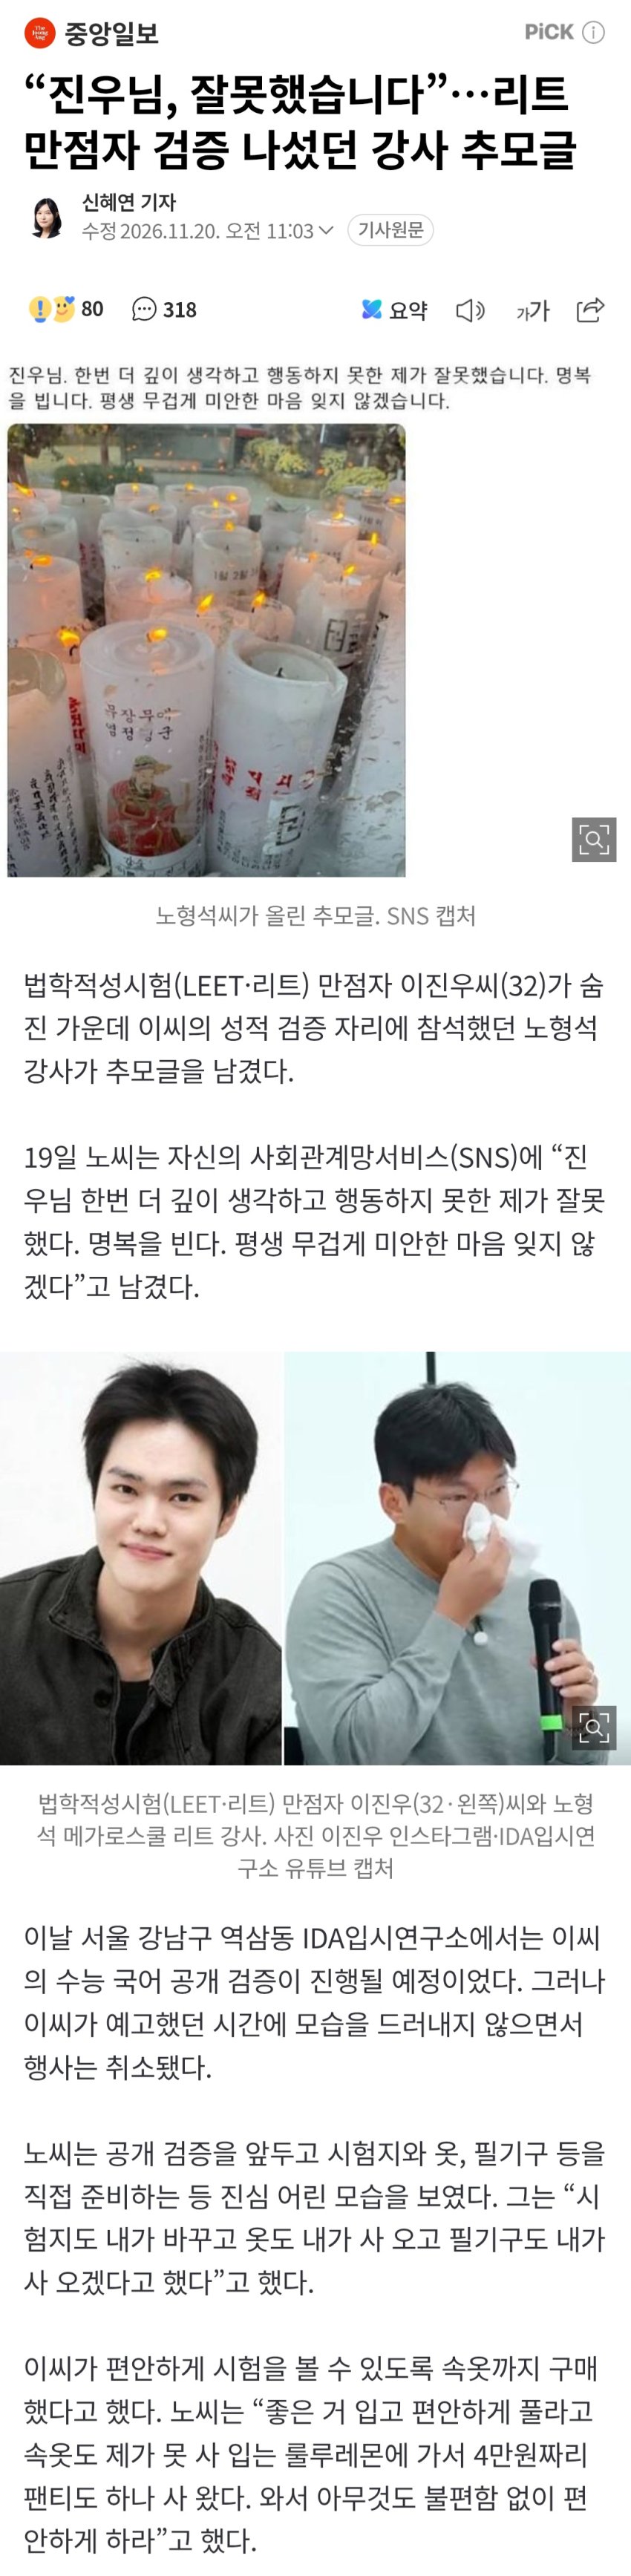 중앙일보
PiCK
“진우님, 잘못했습니다”…리트
만점자 검증 나섰던 강사 추모글
신혜연 기자
수정 2026.11.20. 오전 11:03
기사원문
80
318
요약
가가
진우님. 한번 더 깊이 생각하고 행동하지 못한 제가 잘못했습니다. 명복
을 빕니다. 평생 무겁게 미안한 마음 잊지 않겠습니다.
노형석씨가 올린 추모글. SNS 캡처
법학적성시험(LEET·리트) 만점자 이진우씨(32)가 숨
진 가운데 이씨의 성적 검증 자리에 참석했던 노형석
강사가 추모글을 남겼다.
19일 노씨는 자신의 사회관계망서비스(SNS)에 “진
우님 한번 더 깊이 생각하고 행동하지 못한 제가 잘못
했다. 명복을 빈다. 평생 무겁게 미안한 마음 잊지 않
겠다”고 남겼다.
법학적성시험(LEET·리트) 만점자 이진우(32·왼쪽)씨와 노형
석 메가로스쿨 리트 강사. 사진 이진우 인스타그램·IDA입시연
구소 유튜브 캡처
이날 서울 강남구 역삼동 IDA입시연구소에서는 이씨
의 수능 국어 공개 검증이 진행될 예정이었다. 그러나
이씨가 예고했던 시간에 모습을 드러내지 않으면서
행사는 취소됐다.
노씨는 공개 검증을 앞두고 시험지와 옷, 필기구 등을
직접 준비하는 등 진심 어린 모습을 보였다. 그는 “시
험지도 내가 바꾸고 옷도 내가 사 오고 필기구도 내가
사 오겠다고 했다”고 했다.
이씨가 편안하게 시험을 볼 수 있도록 속옷까지 구매
했다고 했다. 노씨는 “좋은 거 입고 편안하게 풀라고
속옷도 제가 못 사 입는 룰루레몬에 가서 4만원짜리
팬티도 하나 사 왔다. 와서 아무것도 불편함 없이 편
안하게 하라”고 했다.